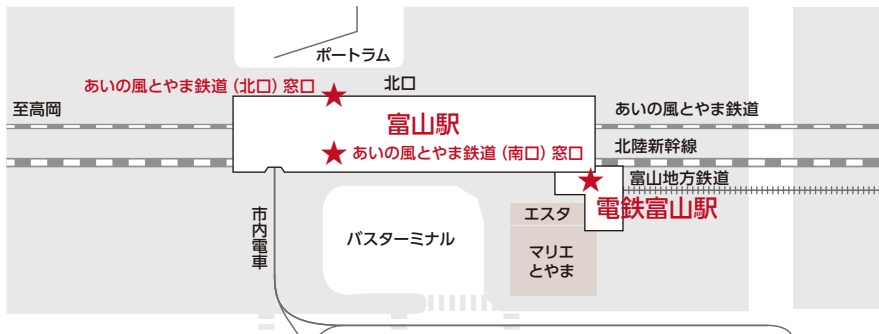 ポートラム
あいの風とやま鉄道(北口)窓口
北口
至高岡
富山駅
あいの風とやま鉄道
あいの風とやま鉄道(南口)窓口
北陸新幹線
富山地方鉄道
電鉄富山駅
市内電車
バスターミナル
エスタ
マリエ
とやま